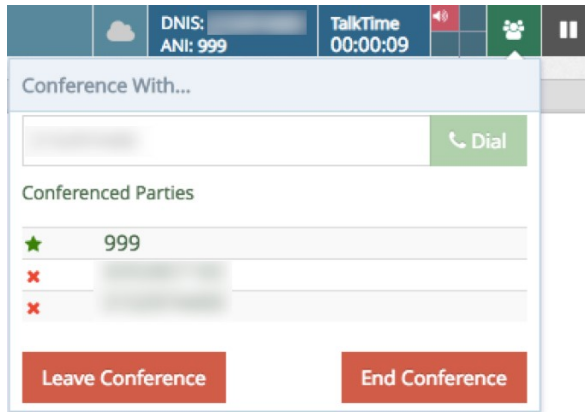 DNIS:
ANI: 999
TalkTime
00:00:09
Conference With...
Dial
Conferenced Parties
999
Leave Conference
End Conference